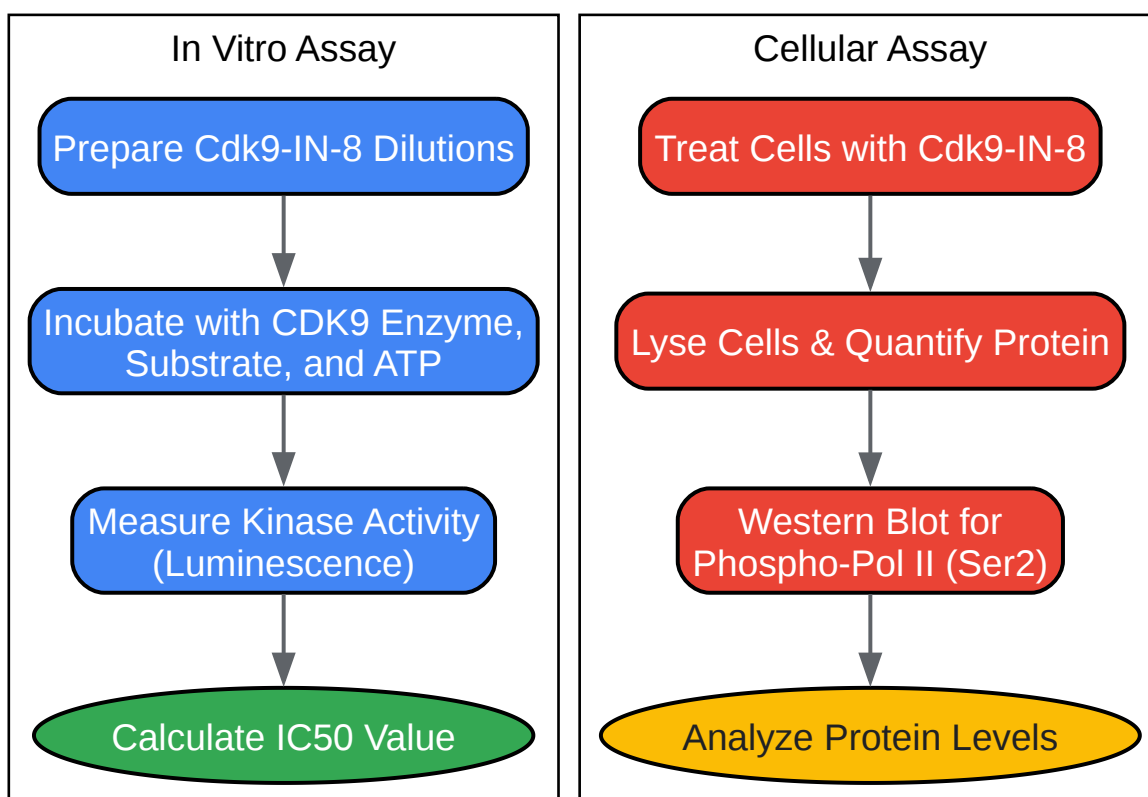 In Vitro Assay
Prepare Cdk9-IN-8 Dilutions
Incubate with CDK9 Enzyme,
Substrate, and ATP
Measure Kinase Activity
(Luminescence)
Calculate IC50 Value
Cellular Assay
Treat Cells with Cdk9-IN-8
Lyse Cells & Quantify Protein
Western Blot for
Phospho-Pol II (Ser2)
Analyze Protein Levels